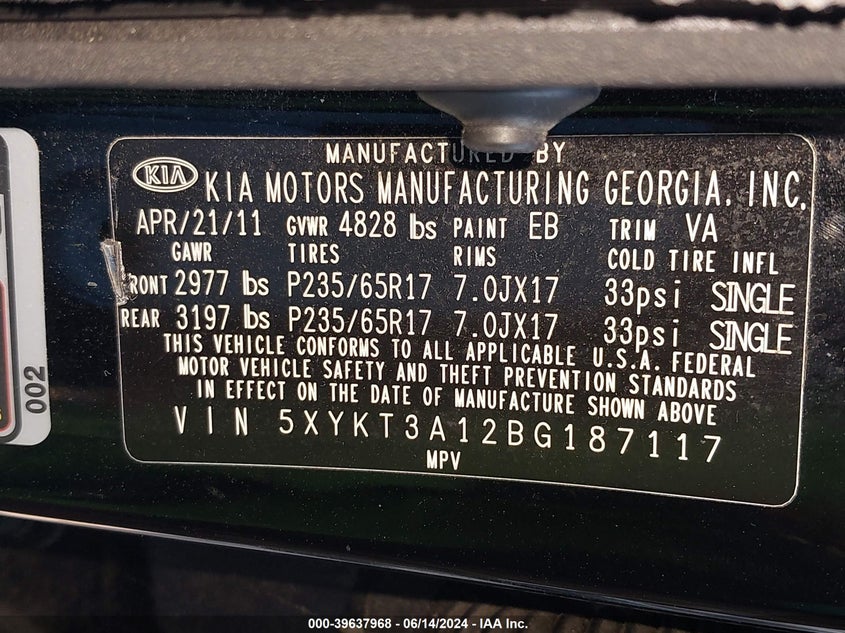 MANUFACTURED BY
KIA KIA MOTORS MANUFACTURING GEORGIA, INC.
APR/21/11 GVWR 4828 lbs PAINT EB TRIM VA
GAWR TIRES RIMS COLD TIRE INFL
FRONT 2977 lbs P235/65R17 7.0JX17 33psi SINGLE
REAR 3197 lbs P235/65R17 7.0JX17 33psi SINGLE
THIS VEHICLE CONFORMS TO ALL APPLICABLE U.S.A. FEDERAL
MOTOR VEHICLE SAFETY AND THEFT PREVENTION STANDARDS
IN EFFECT ON THE DATE OF MANUFACTURE SHOWN ABOVE
VIN 5XYKT3A12BG187117
MPV
002
000-39637968 - 06/14/2024 - IAA Inc.